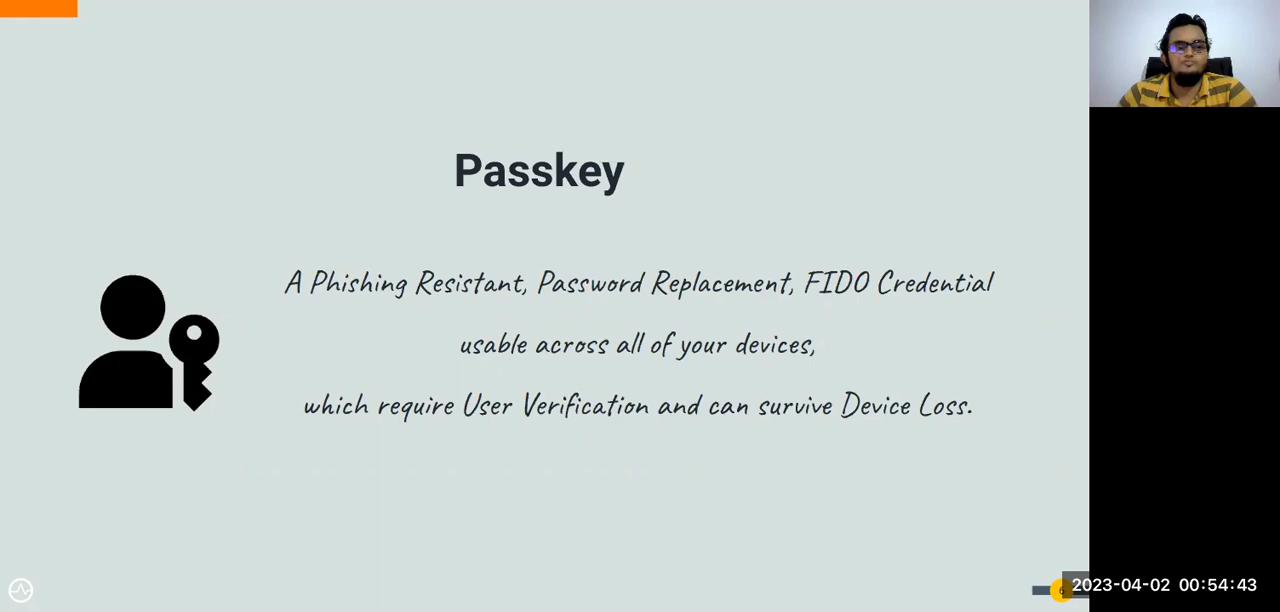 Passkey
A Phishing Resistant, Password Replacement, FIDO Credential
usable across all of your devices,
which require User Verification and can survive Device Loss.
6
2023-04-02 00:54:43